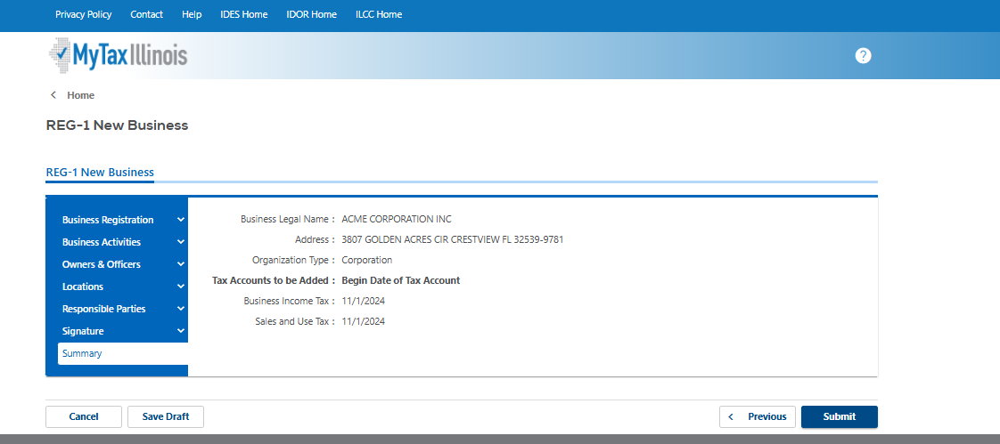 Privacy Policy Contact Help IDES Home IDOR Home ILCC Home
MyTax Illinois
?
< Home
REG-1 New Business
REG-1 New Business
Business Registration
Business Activities
Owners & Officers
Locations
Responsible Parties
Signature
Summary
Business Legal Name : ACME CORPORATION INC
Address : 3807 GOLDEN ACRES CIR CRESTVIEW FL 32539-9781
Organization Type : Corporation
Tax Accounts to be Added : Begin Date of Tax Account
Business Income Tax : 11/1/2024
Sales and Use Tax : 11/1/2024
Cancel Save Draft < Previous Submit